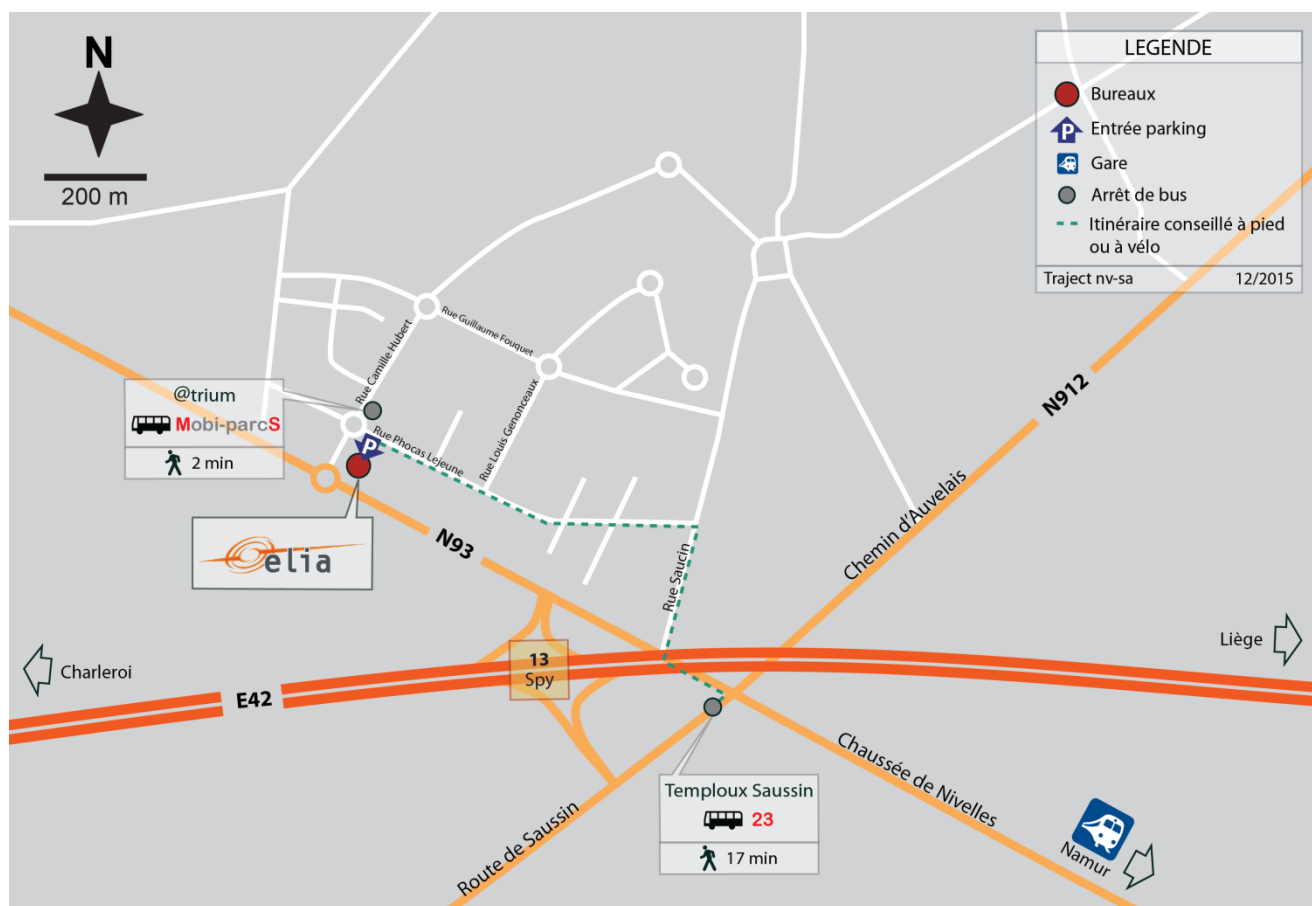 N
200 m
LEGENDE
Bureaux
P
Entrée parking
Gare
Arrêt de bus
Itinéraire conseillé à pied
ou à vélo
Traject nv-sa 12/2015
Rue Guillaume Fouquet
Rue Camille Hubert
Rue Louis Genonceaux
@trium
Mobi-parcS
2 min
P
Rue Phocas Lejeune
elia
N93
N912
Chemin d'Auvelais
Rue Saucin
Liège
Charleroi
13
Spy
E42
Temploux Saussin
23
17 min
Chaussée de Nivelles
Route de Saussin
Namur